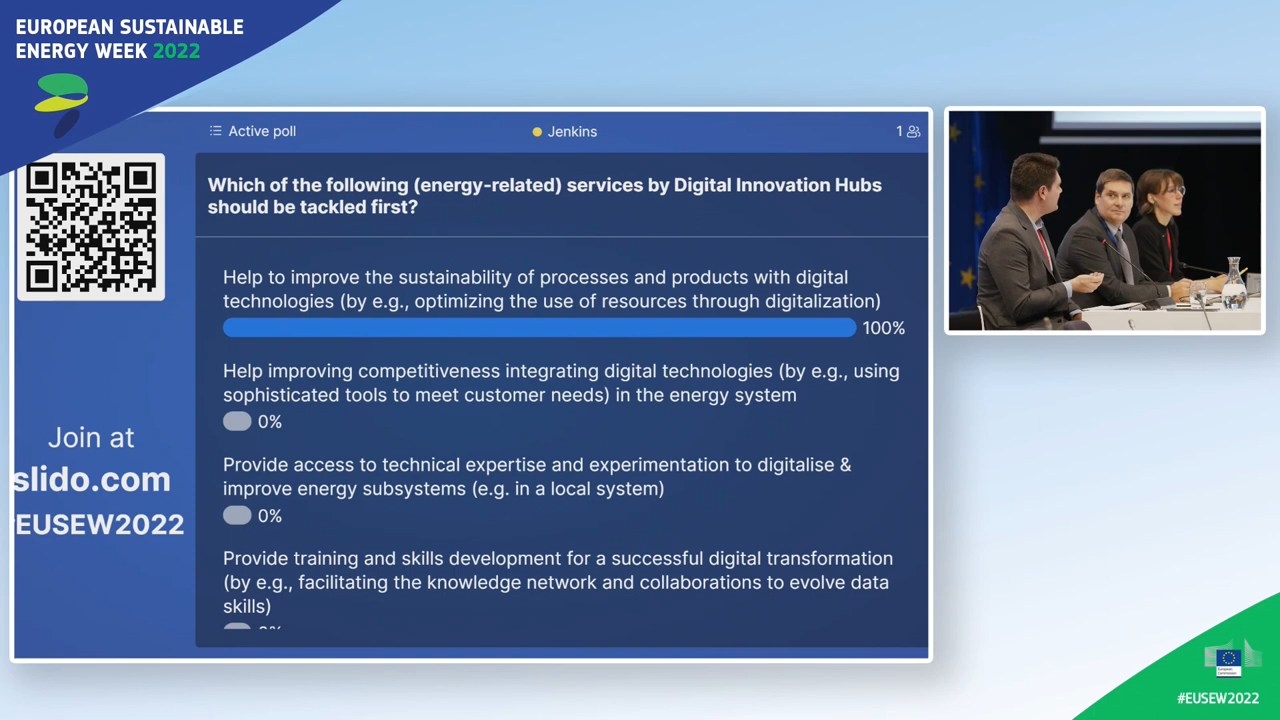 EUROPEAN SUSTAINABLE
ENERGY WEEK 2022
Active poll
Jenkins
1
Which of the following (energy-related) services by Digital Innovation Hubs
should be tackled first?
Help to improve the sustainability of processes and products with digital
technologies (by e.g., optimizing the use of resources through digitalization)
100%
Help improving competitiveness integrating digital technologies (by e.g., using
sophisticated tools to meet customer needs) in the energy system
0%
Provide access to technical expertise and experimentation to digitalise &
improve energy subsystems (e.g. in a local system)
0%
Provide training and skills development for a successful digital transformation
(by e.g., facilitating the knowledge network and collaborations to evolve data
skills)
Join at
slido.com
EUSEW2022
European
Commission
#EUSEW2022